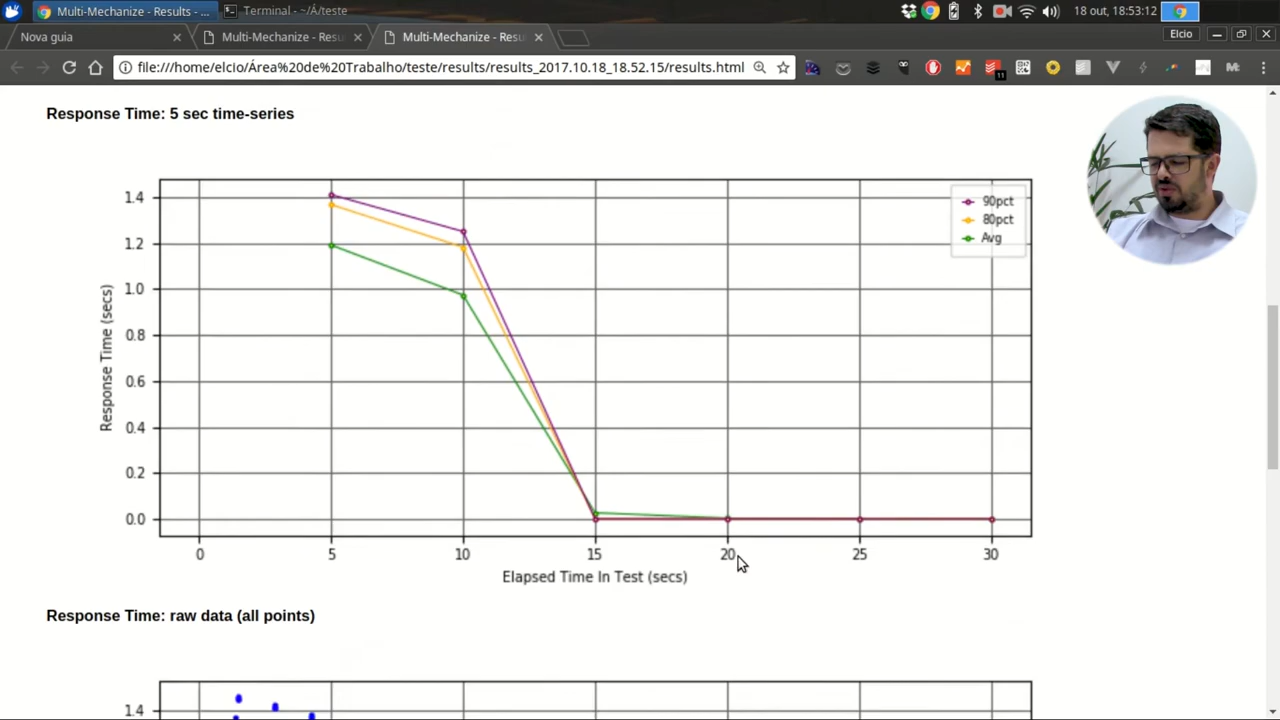 Multi-Mechanize - Results - ...
Terminal - ~/Á/teste
18 out, 18:53:12
Nova guia
Multi-Mechanize - Resu
Multi-Mechanize - Resu
Elcio
file:///home/elcio/Área%20de%20Trabalho/teste/results/results_2017.10.18_18.52.15/results.html
11
Response Time: 5 sec time-series
90pct
80pct
Avg
1.4
1.2
1.0
0.8
0.6
0.4
0.2
0.0
Response Time (secs)
0 5 10 15 20 25 30
Elapsed Time In Test (secs)
Response Time: raw data (all points)
1.4